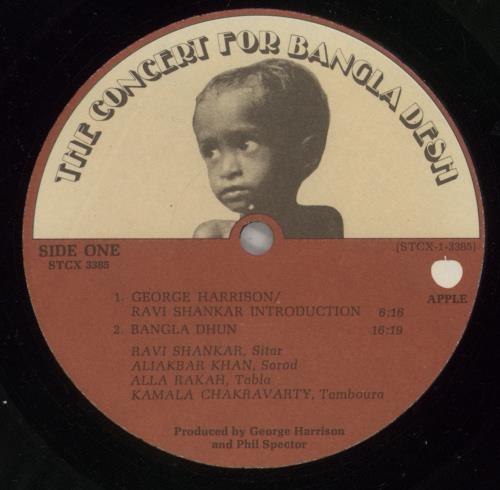 THE CONCERT FOR BANGLA DESH
SIDE ONE
STCX 3385
(STCX-1-3385)
APPLE
1. GEORGE HARRISON/
RAVI SHANKAR INTRODUCTION 6:16
2. BANGLA DHUN 16:19
RAVI SHANKAR, Sitar
ALIAKBAR KHAN, Sarod
ALLA RAKAH, Tabla
KAMALA CHAKRAVARTY, Tamboura
Produced by George Harrison
and Phil Spector